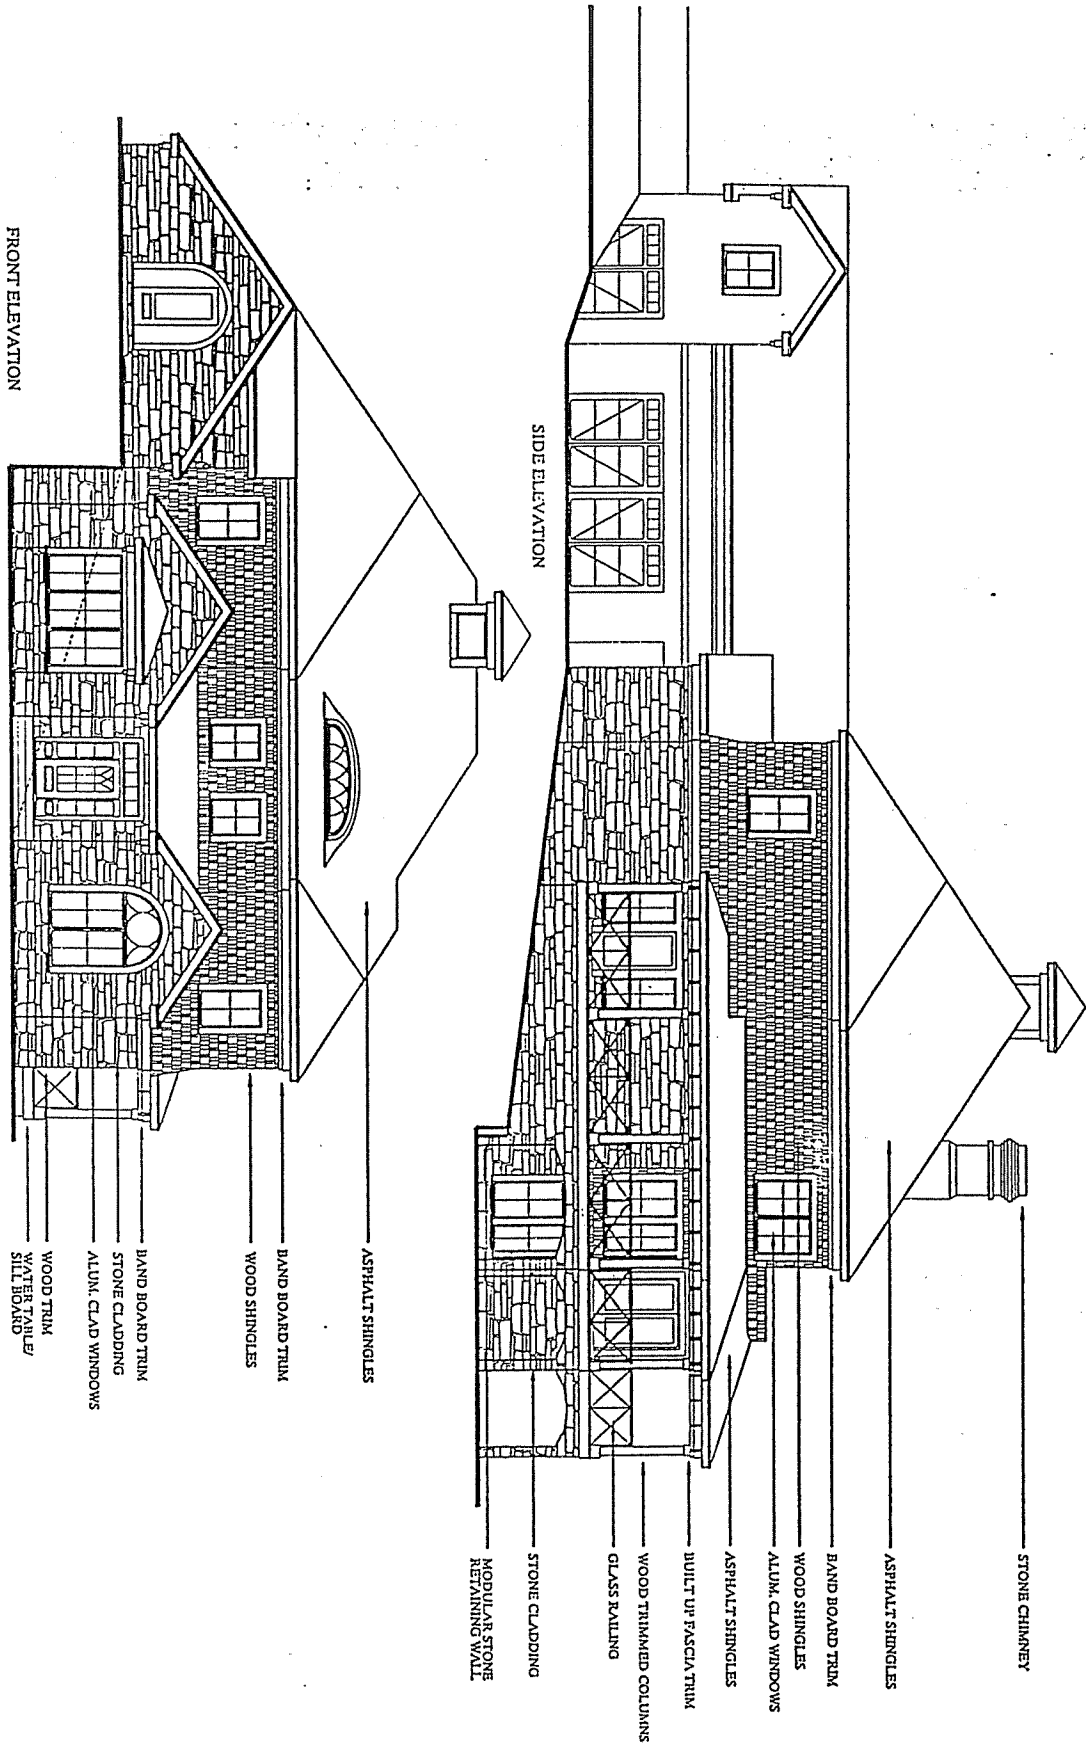 STONE CHIMNEY
ASPHALT SHINGLES
BAND BOARD TRIM
WOOD SHINGLES
ALUM. CLAD WINDOWS
ASPHALT SHINGLES
BUILT UP FASCIA TRIM
WOOD TRIMMED COLUMNS
GLASS RAILING
STONE CLADDING
MODULAR STONE
RETAINING WALL
SIDE ELEVATION
ASPHALT SHINGLES
BAND BOARD TRIM
WOOD SHINGLES
BAND BOARD TRIM
STONE CLADDING
ALUM. CLAD WINDOWS
WOOD TRIM
WATER TABLE/
SILL BOARD
FRONT ELEVATION